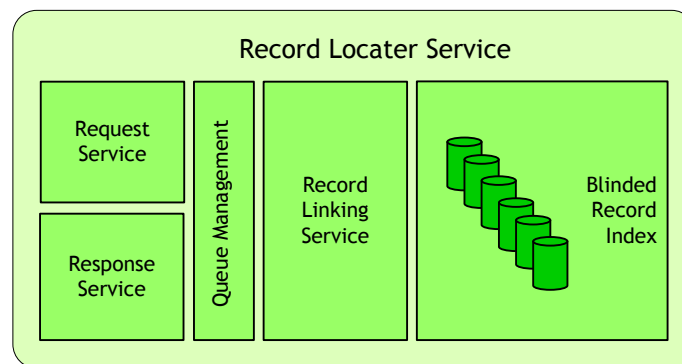 Record Locater Service
Request
Service
Response
Service
Queue Management
Record
Linking
Service
Blinded
Record
Index